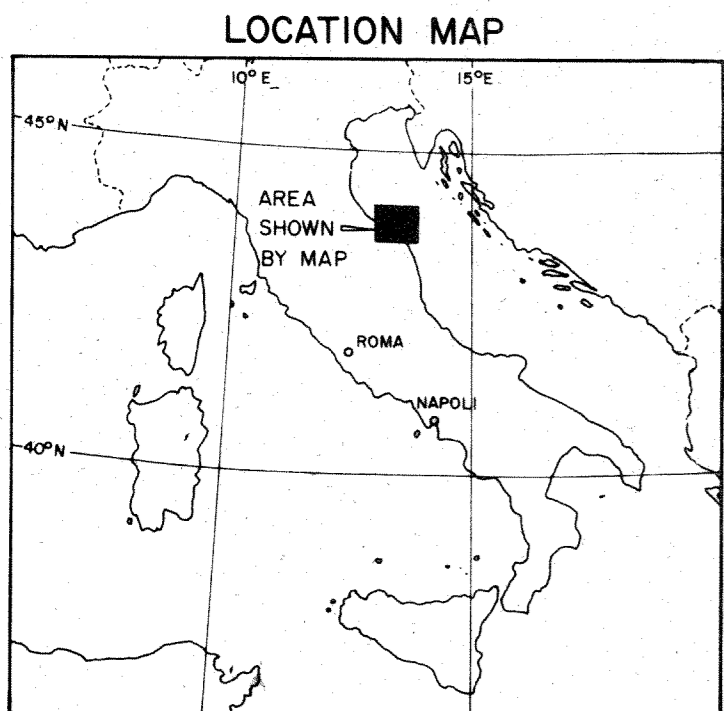 LOCATION MAP
10° E
15° E
45° N
AREA
SHOWN
BY MAP
ROMA
NAPOLI
40° N